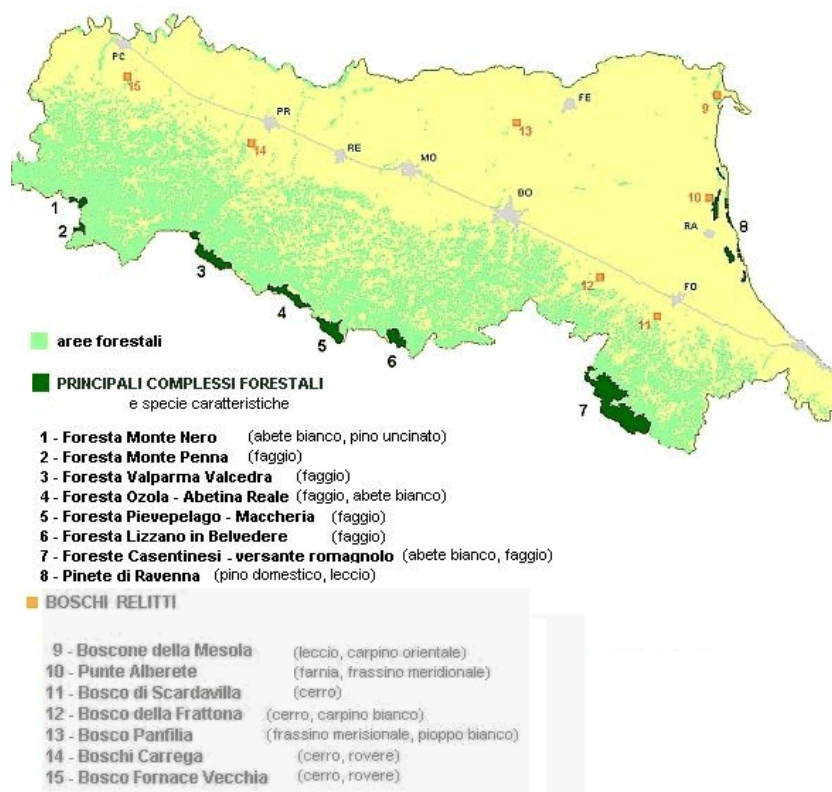 PC
15
PR
14
RE
MO
FE
13
9
BO
10
RA
8
1
2
3
4
5
6
12
11
FO
7
aree forestali
PRINCIPALI COMPLESSI FORESTALI
e specie caratteristiche
1 - Foresta Monte Nero (abete bianco, pino uncinato)
2 - Foresta Monte Penna (faggio)
3 - Foresta Valparma Valcedra (faggio)
4 - Foresta Ozola - Abetina Reale (faggio, abete bianco)
5 - Foresta Pievepelago - Maccheria (faggio)
6 - Foresta Lizzano in Belvedere (faggio)
7 - Foreste Casentinesi - versante romagnolo (abete bianco, faggio)
8 - Pinete di Ravenna (pino domestico, leccio)
BOSCHI RELITTI
9 - Boscone della Mesola (leccio, carpino orientale)
10 - Punte Alberete (farnia, frassino meridionale)
11 - Bosco di Scardavilla (cerro)
12 - Bosco della Frattona (cerro, carpino bianco)
13 - Bosco Panfilia (frassino merisionale, pioppo bianco)
14 - Boschi Carrega (cerro, rovere)
15 - Bosco Fornace Vecchia (cerro, rovere)